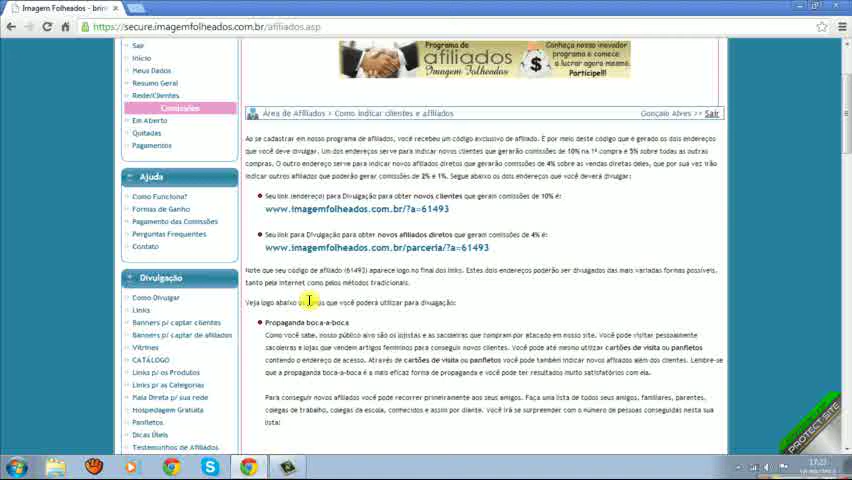 Imagem Folheados - brin
https://secure.imagemfolheados.com.br/afiliados.asp
Sair
Início
Meus Dados
Resumo Geral
Rede/Clientes
Comissões
Em Aberto
Quitadas
Pagamentos
Ajuda
Como Funciona?
Formas de Ganho
Pagamento das Comissões
Perguntas Frequentes
Contato
Divulgação
Como Divulgar
Links
Banners p/ captar clientes
Banners p/ captar de afiliados
Vitrines
CATÁLOGO
Links p/ os Produtos
Links p/ as Categorias
Mala Direta p/ sua rede
Hospedagem Gratuita
Panfletos
Dicas Úteis
Testemunhos de Afiliados
Programa de
afiliados
Imagem Folheados
Conheça nosso inovador
programa e comece
a lucrar agora mesmo.
Participe!!
Área de Afiliados > Como indicar clientes e afiliados
Gonçalo Alves >> Sair
Ao se cadastrar em nosso programa de afiliados, você recebeu um código exclusivo de afiliado. É por meio deste código que é gerado os dois endereços
que você deve divulgar. Um dos endereços serve para indicar novos clientes que gerarão comissões de 10% na 1ª compra e 5% sobre todas as outras
compras. O outro endereço serve para indicar novos afiliados diretos que gerarão comissões de 4% sobre as vendas diretas deles, que por sua vez irão
indicar outros afiliados que poderão gerar comissões de 2% e 1%. Segue abaixo os dois endereços que você deverá divulgar:
Seu link (endereço) para Divulgação para obter novos clientes que geram comissões de 10% é:
www.imagemfolheados.com.br/?a=61493
Seu link para Divulgação para obter novos afiliados diretos que geram comissões de 4% é:
www.imagemfolheados.com.br/parceria/?a=61493
Note que seu código de afiliado (61493) aparece logo no final dos links. Estes dois endereços poderão ser divulgados das mais variadas formas possíveis,
tanto pela Internet como pelos métodos tradicionais.
Veja logo abaixo os que você poderá utilizar para divulgação:
Propaganda boca-a-boca
Como você sabe, nosso público alvo são os lojistas e as sacoleiras que compram por atacado em nosso site. Você pode visitar pessoalmente
sacoleiras e lojas que vendem artigos femininos para conseguir novos clientes. Você pode até mesmo utilizar cartões de visita ou panfletos
contendo o endereço de acesso. Através de cartões de visita ou panfletos você pode também indicar novos afiliados além dos clientes. Lembre-se
que a propaganda boca-a-boca é a mais eficaz forma de propaganda e você pode ter resultados muito satisfatórios com ela.
Para conseguir novos afiliados você pode recorrer primeiramente aos seus amigos. Faça uma lista de todos seus amigos, familiares, parentes,
colegas de trabalho, colegas da escola, conhecidos e assim por diante. Você irá se surpreender com o número de pessoas conseguidas nesta sua
lista!
PROTECT SITE
17:23